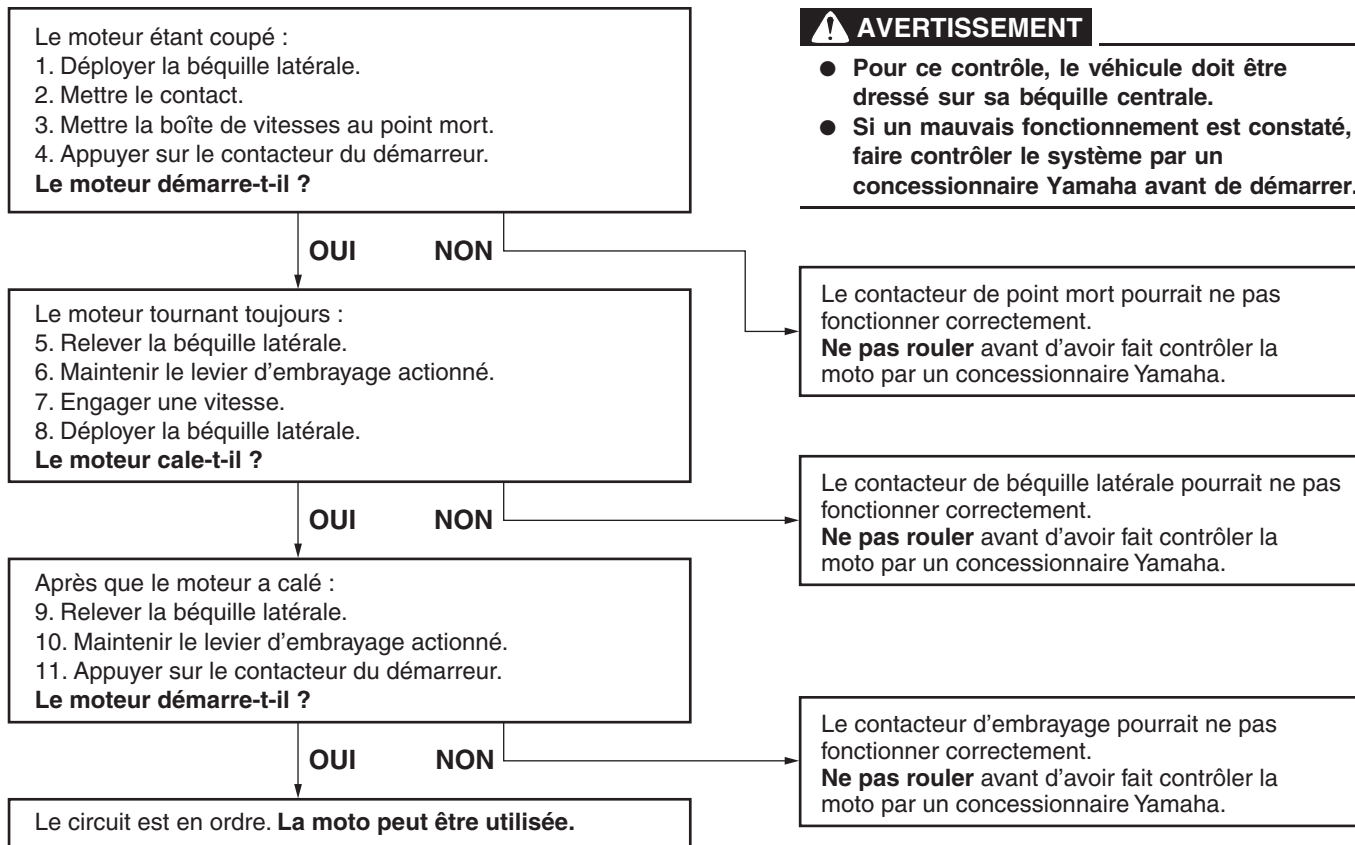 Le moteur étant coupé :
1. Déployer la béquille latérale.
2. Mettre le contact.
3. Mettre la boîte de vitesses au point mort.
4. Appuyer sur le contacteur du démarreur.
Le moteur démarre-t-il ?
AVERTISSEMENT
● Pour ce contrôle, le véhicule doit être
dressé sur sa béquille centrale.
● Si un mauvais fonctionnement est constaté,
faire contrôler le système par un
concessionnaire Yamaha avant de démarrer.
OUI NON
Le contacteur de point mort pourrait ne pas
fonctionner correctement.
Ne pas rouler avant d’avoir fait contrôler la
moto par un concessionnaire Yamaha.
Le moteur tournant toujours :
5. Relever la béquille latérale.
6. Maintenir le levier d’embrayage actionné.
7. Engager une vitesse.
8. Déployer la béquille latérale.
Le moteur cale-t-il ?
OUI NON
Le contacteur de béquille latérale pourrait ne pas
fonctionner correctement.
Ne pas rouler avant d’avoir fait contrôler la
moto par un concessionnaire Yamaha.
Après que le moteur a calé :
9. Relever la béquille latérale.
10. Maintenir le levier d’embrayage actionné.
11. Appuyer sur le contacteur du démarreur.
Le moteur démarre-t-il ?
OUI NON
Le contacteur d’embrayage pourrait ne pas
fonctionner correctement.
Ne pas rouler avant d’avoir fait contrôler la
moto par un concessionnaire Yamaha.
Le circuit est en ordre. La moto peut être utilisée.